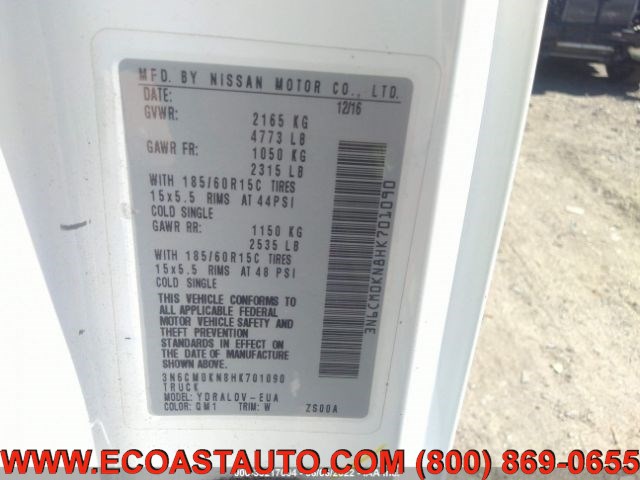 MFD. BY NISSAN MOTOR CO., LTD.
DATE: 12/16
GVWR: 2165 KG
4773 LB
GAWR FR: 1050 KG
2315 LB
WITH 185/60R15C TIRES
15x5.5 RIMS AT 44PSI
COLD SINGLE
GAWR RR: 1150 KG
2535 LB
WITH 185/60R15C TIRES
15x5.5 RIMS AT 48 PSI
COLD SINGLE
THIS VEHICLE CONFORMS TO
ALL APPLICABLE FEDERAL
MOTOR VEHICLE SAFETY AND
THEFT PREVENTION
STANDARDS IN EFFECT ON
THE DATE OF MANUFACTURE
SHOWN ABOVE.
3N6CM0KN8HK701090
TRUCK
MODEL: YDRALDV-EUA
COLOR: QM1 TRIM: W ZS00A
3N6CM0KN8HK701090
WWW.ECOASTAUTO.COM (800) 869-0655